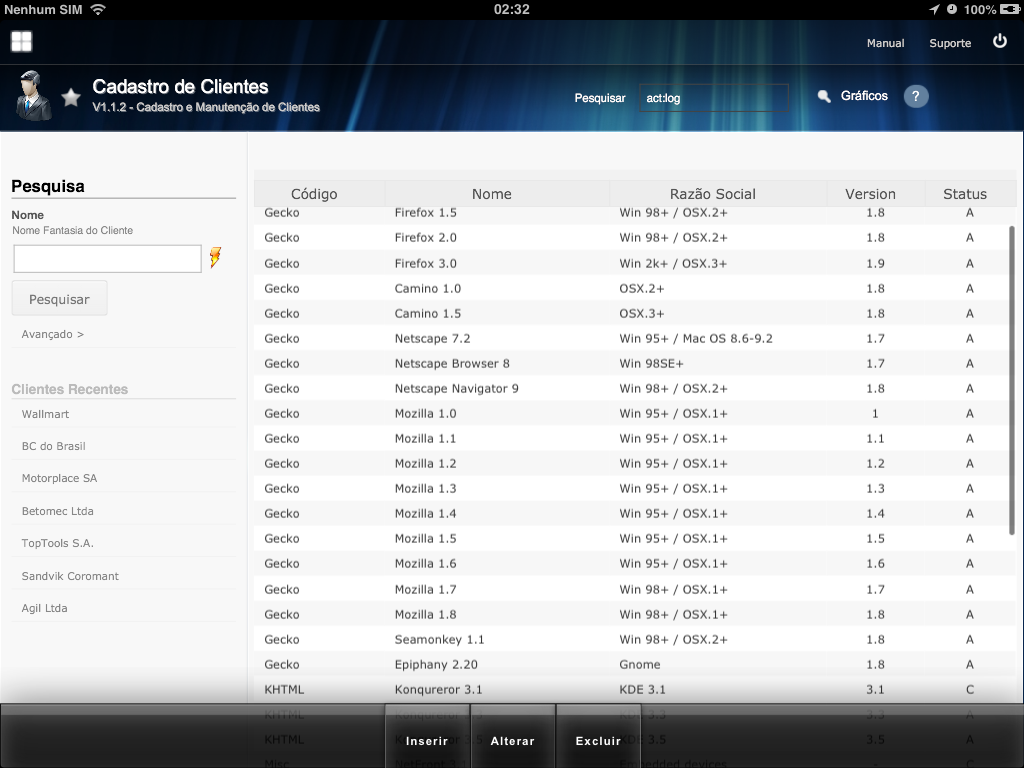 Nenhum SIM 02:32 100%
Manual Suporte
Cadastro de Clientes
V1.1.2 - Cadastro e Manutenção de Clientes
Pesquisar act:log Gráficos ?
Pesquisa
Nome
Nome Fantasia do Cliente
Pesquisar
Avançado >
Clientes Recentes
Wallmart
BC do Brasil
Motorplace SA
Betomec Ltda
TopTools S.A.
Sandvik Coromant
Agil Ltda
Código Nome Razão Social Version Status
Gecko Firefox 1.5 Win 98+ / OSX.2+ 1.8 A
Gecko Firefox 2.0 Win 98+ / OSX.2+ 1.8 A
Gecko Firefox 3.0 Win 2k+ / OSX.3+ 1.9 A
Gecko Camino 1.0 OSX.2+ 1.8 A
Gecko Camino 1.5 OSX.3+ 1.8 A
Gecko Netscape 7.2 Win 95+ / Mac OS 8.6-9.2 1.7 A
Gecko Netscape Browser 8 Win 98SE+ 1.7 A
Gecko Netscape Navigator 9 Win 98+ / OSX.2+ 1.8 A
Gecko Mozilla 1.0 Win 95+ / OSX.1+ 1 A
Gecko Mozilla 1.1 Win 95+ / OSX.1+ 1.1 A
Gecko Mozilla 1.2 Win 95+ / OSX.1+ 1.2 A
Gecko Mozilla 1.3 Win 95+ / OSX.1+ 1.3 A
Gecko Mozilla 1.4 Win 95+ / OSX.1+ 1.4 A
Gecko Mozilla 1.5 Win 95+ / OSX.1+ 1.5 A
Gecko Mozilla 1.6 Win 95+ / OSX.1+ 1.6 A
Gecko Mozilla 1.7 Win 98+ / OSX.1+ 1.7 A
Gecko Mozilla 1.8 Win 98+ / OSX.1+ 1.8 A
Gecko Seamonkey 1.1 Win 98+ / OSX.2+ 1.8 A
Gecko Epiphany 2.20 Gnome 1.8 A
KHTML Konqureror 3.1 KDE 3.1 3.1 C
KHTML Konqureror 3.3 KDE 3.3 3.3 A
KHTML 3.5 KDE 3.5 3.5 A
Misc NetFront 3 Embedded devices - C
Inserir Alterar Excluir